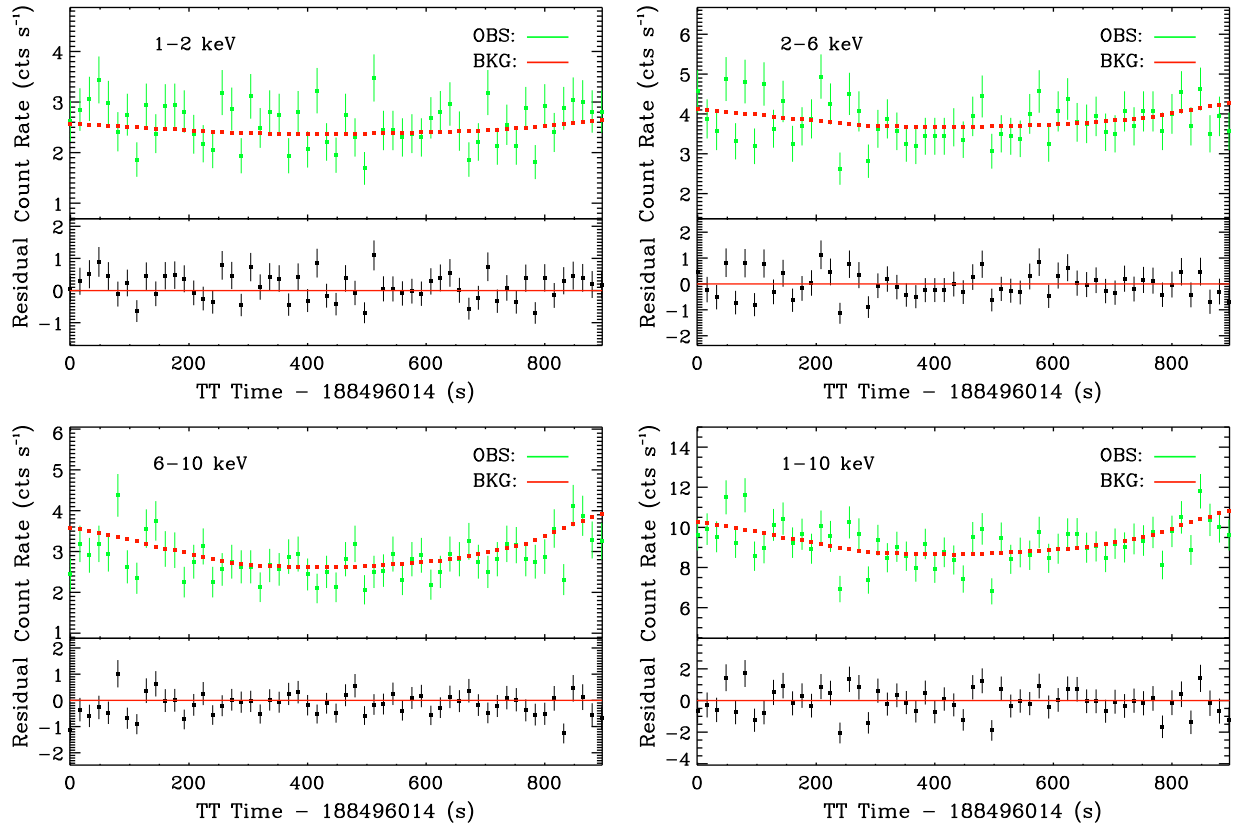 1−2 keV
OBS:
BKG:
Count Rate (cts s⁻¹)
4
3
2
1
Residual
2
1
0
−1
0
200
400
600
800
TT Time − 188496014 (s)
2−6 keV
OBS:
BKG:
Count Rate (cts s⁻¹)
6
5
4
3
2
Residual
2
1
0
−1
−2
0
200
400
600
800
TT Time − 188496014 (s)
6−10 keV
OBS:
BKG:
Count Rate (cts s⁻¹)
6
5
4
3
2
1
Residual
2
1
0
−1
−2
0
200
400
600
800
TT Time − 188496014 (s)
1−10 keV
OBS:
BKG:
Count Rate (cts s⁻¹)
14
12
10
8
6
Residual
2
0
−2
−4
0
200
400
600
800
TT Time − 188496014 (s)